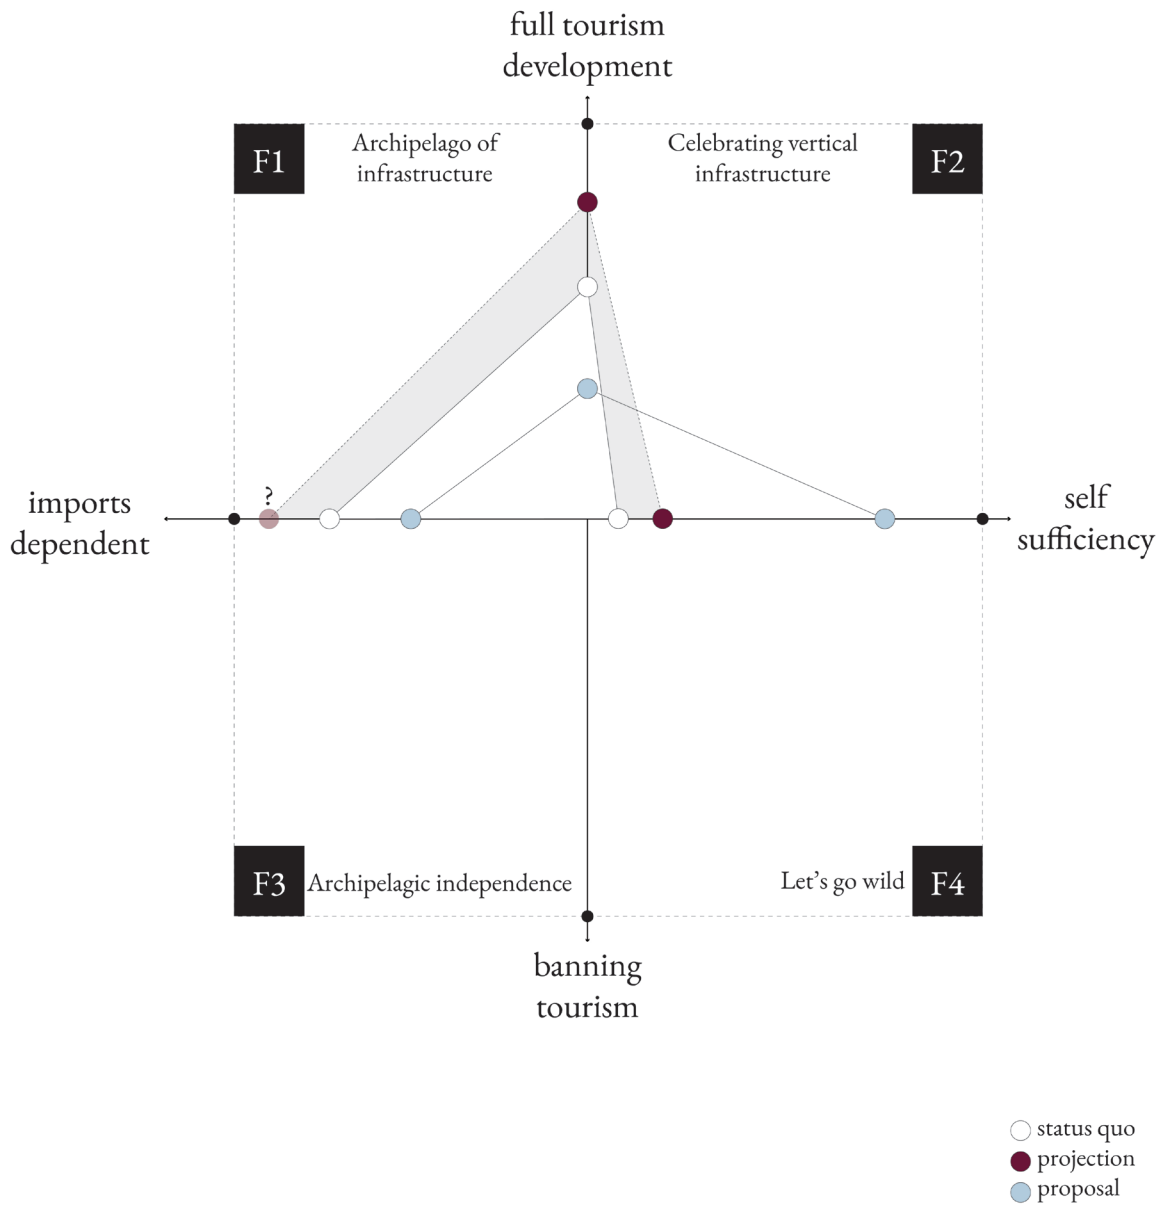 full tourism
development
F1
Archipelago of
infrastructure
Celebrating vertical
infrastructure
F2
?
imports
dependent
self
sufficiency
F3
Archipelagic independence
Let’s go wild
F4
banning
tourism
status quo
projection
proposal